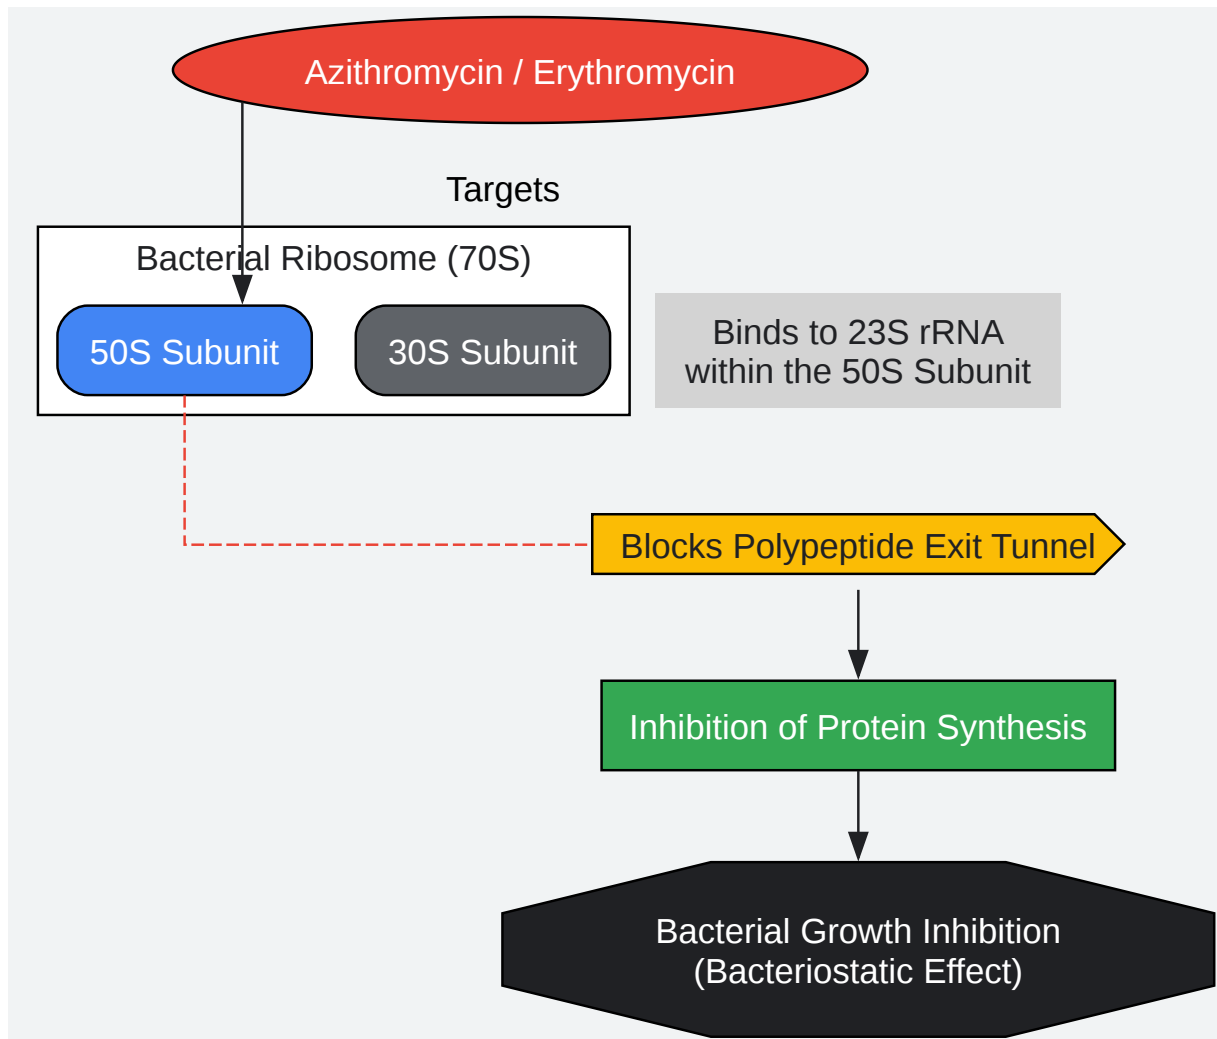 Azithromycin / Erythromycin
Targets
Bacterial Ribosome (70S)
50S Subunit
30S Subunit
Binds to 23S rRNA
within the 50S Subunit
Blocks Polypeptide Exit Tunnel
Inhibition of Protein Synthesis
Bacterial Growth Inhibition
(Bacteriostatic Effect)